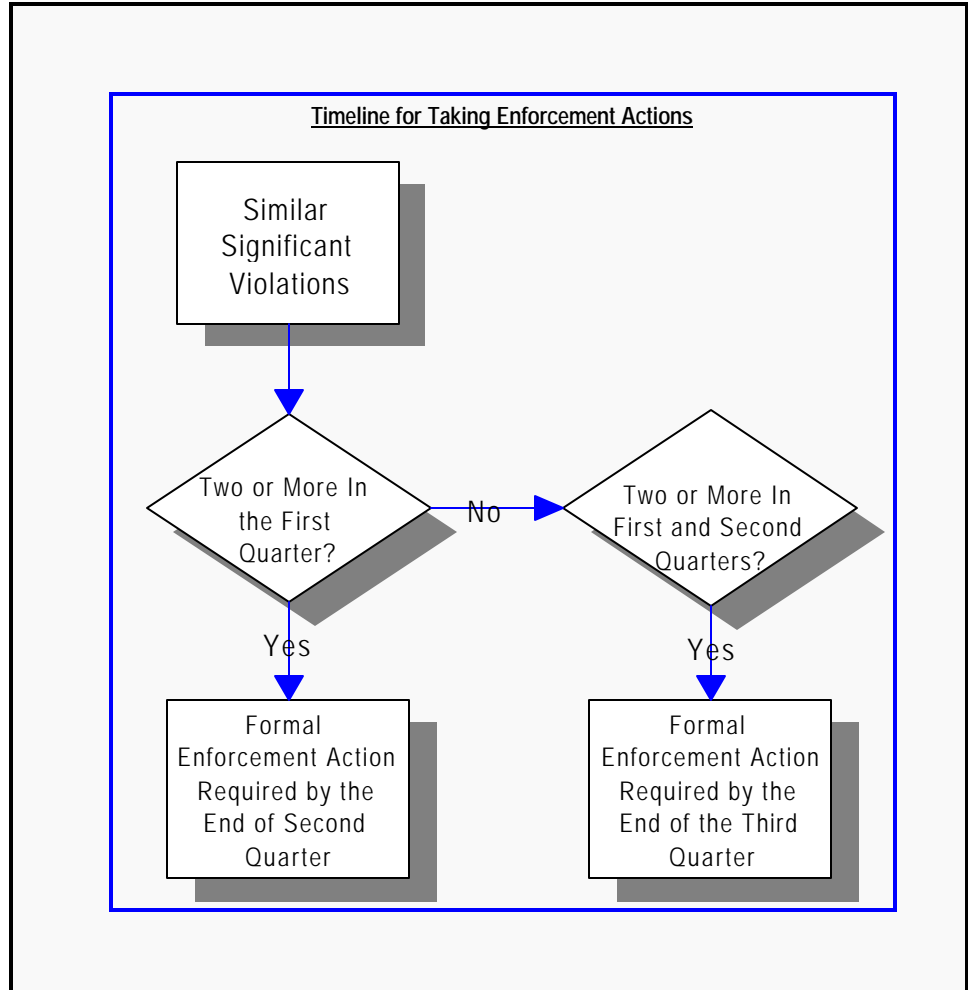 Timeline for Taking Enforcement Actions
Similar
Significant
Violations
Two or More In
the First
Quarter?
No
Two or More In
First and Second
Quarters?
Yes
Yes
Formal
Enforcement Action
Required by the
End of Second
Quarter
Formal
Enforcement Action
Required by the
End of the Third
Quarter